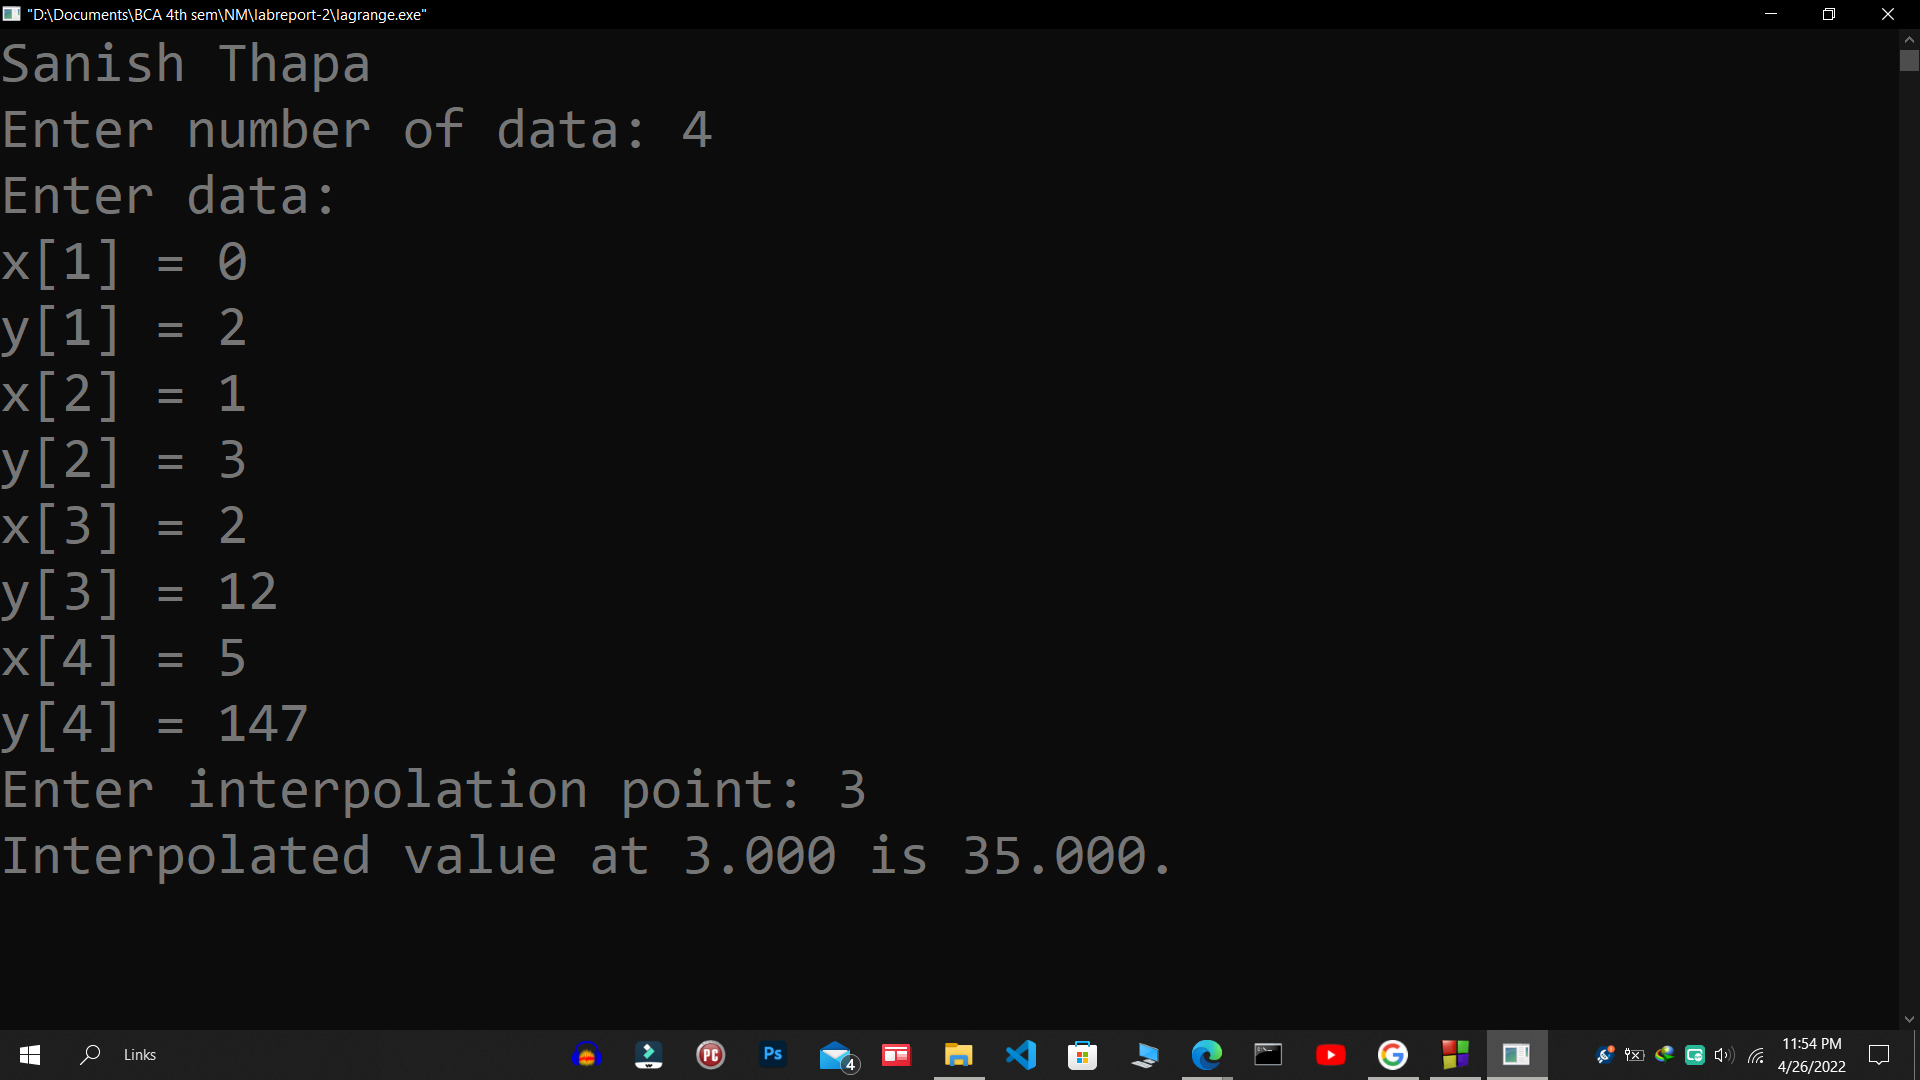 "D:\Documents\BCA 4th sem\NM\labreport-2\lagrange.exe"
Sanish Thapa
Enter number of data: 4
Enter data:
x[1] = 0
y[1] = 2
x[2] = 1
y[2] = 3
x[3] = 2
y[3] = 12
x[4] = 5
y[4] = 147
Enter interpolation point: 3
Interpolated value at 3.000 is 35.000.
Links
PC
Ps
4
11:54 PM
4/26/2022